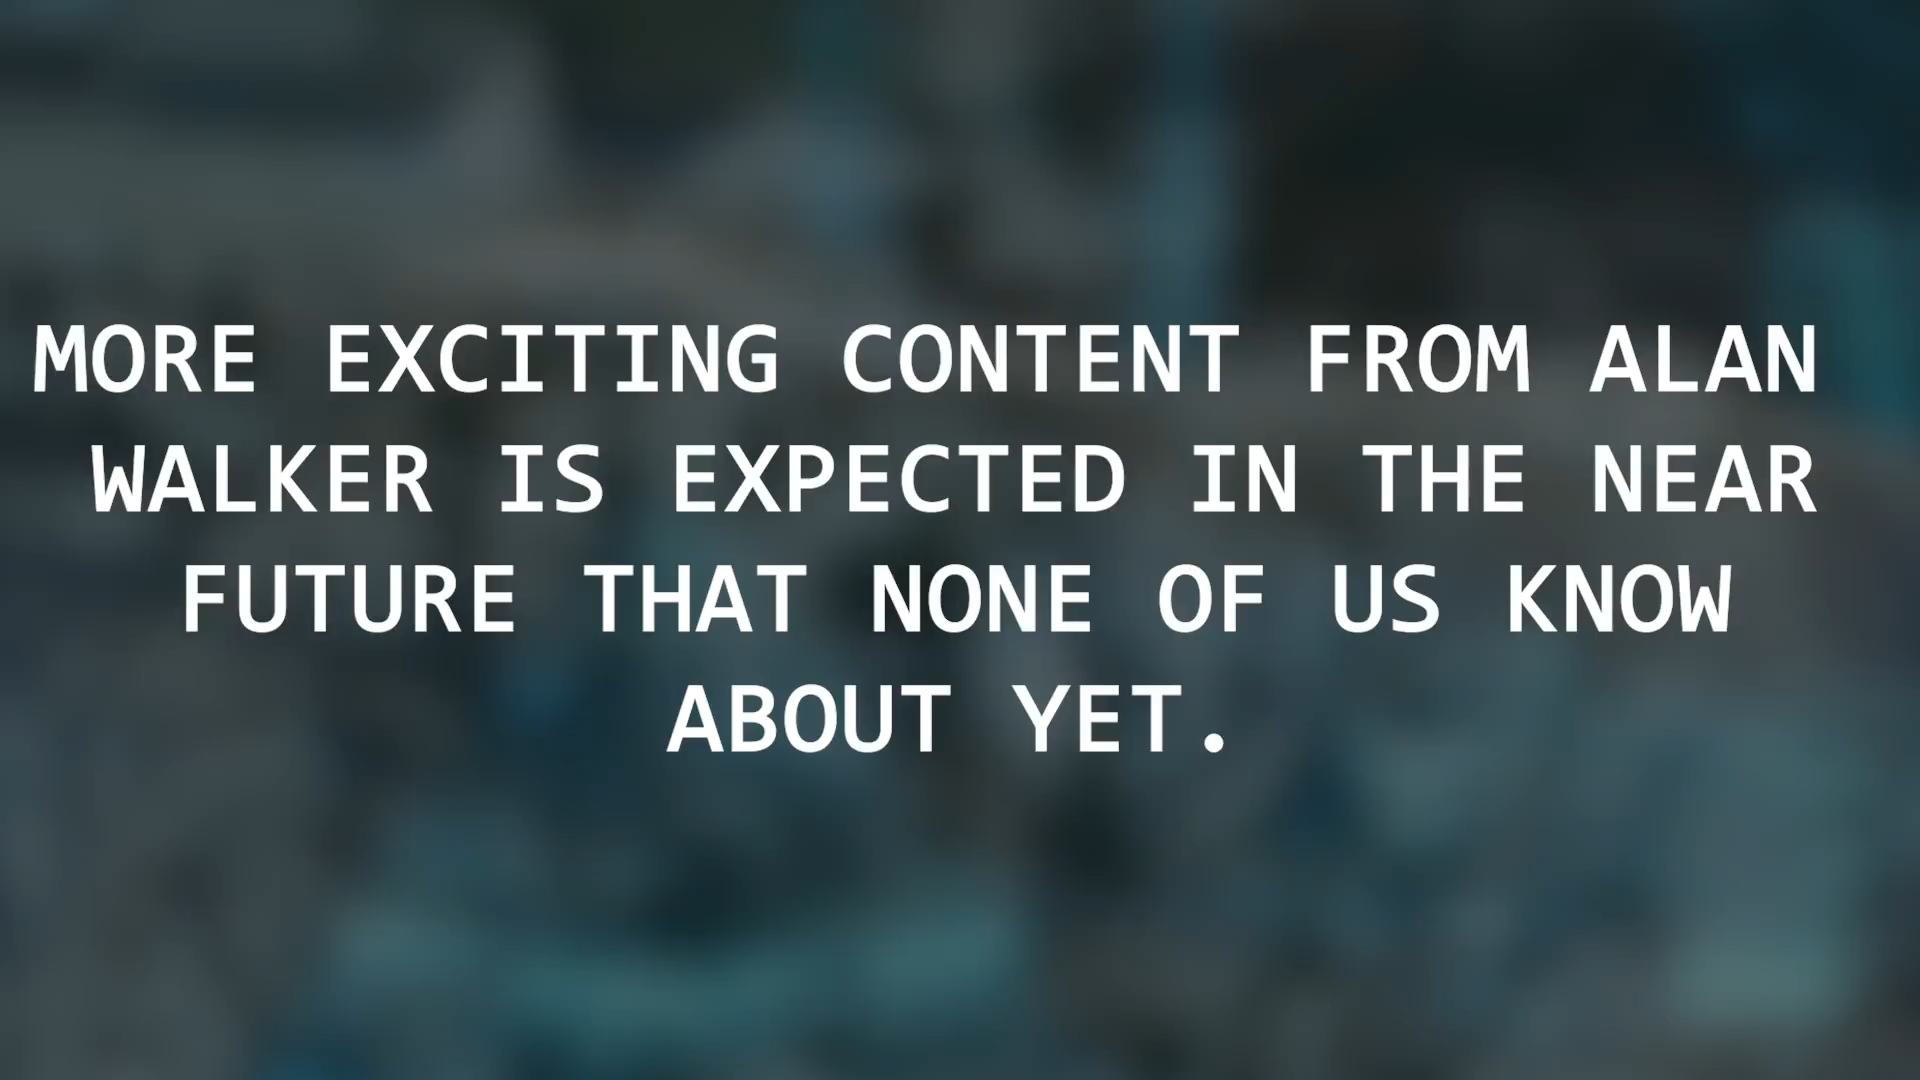 MORE EXCITING CONTENT FROM ALAN
WALKER IS EXPECTED IN THE NEAR
FUTURE THAT NONE OF US KNOW
ABOUT YET.